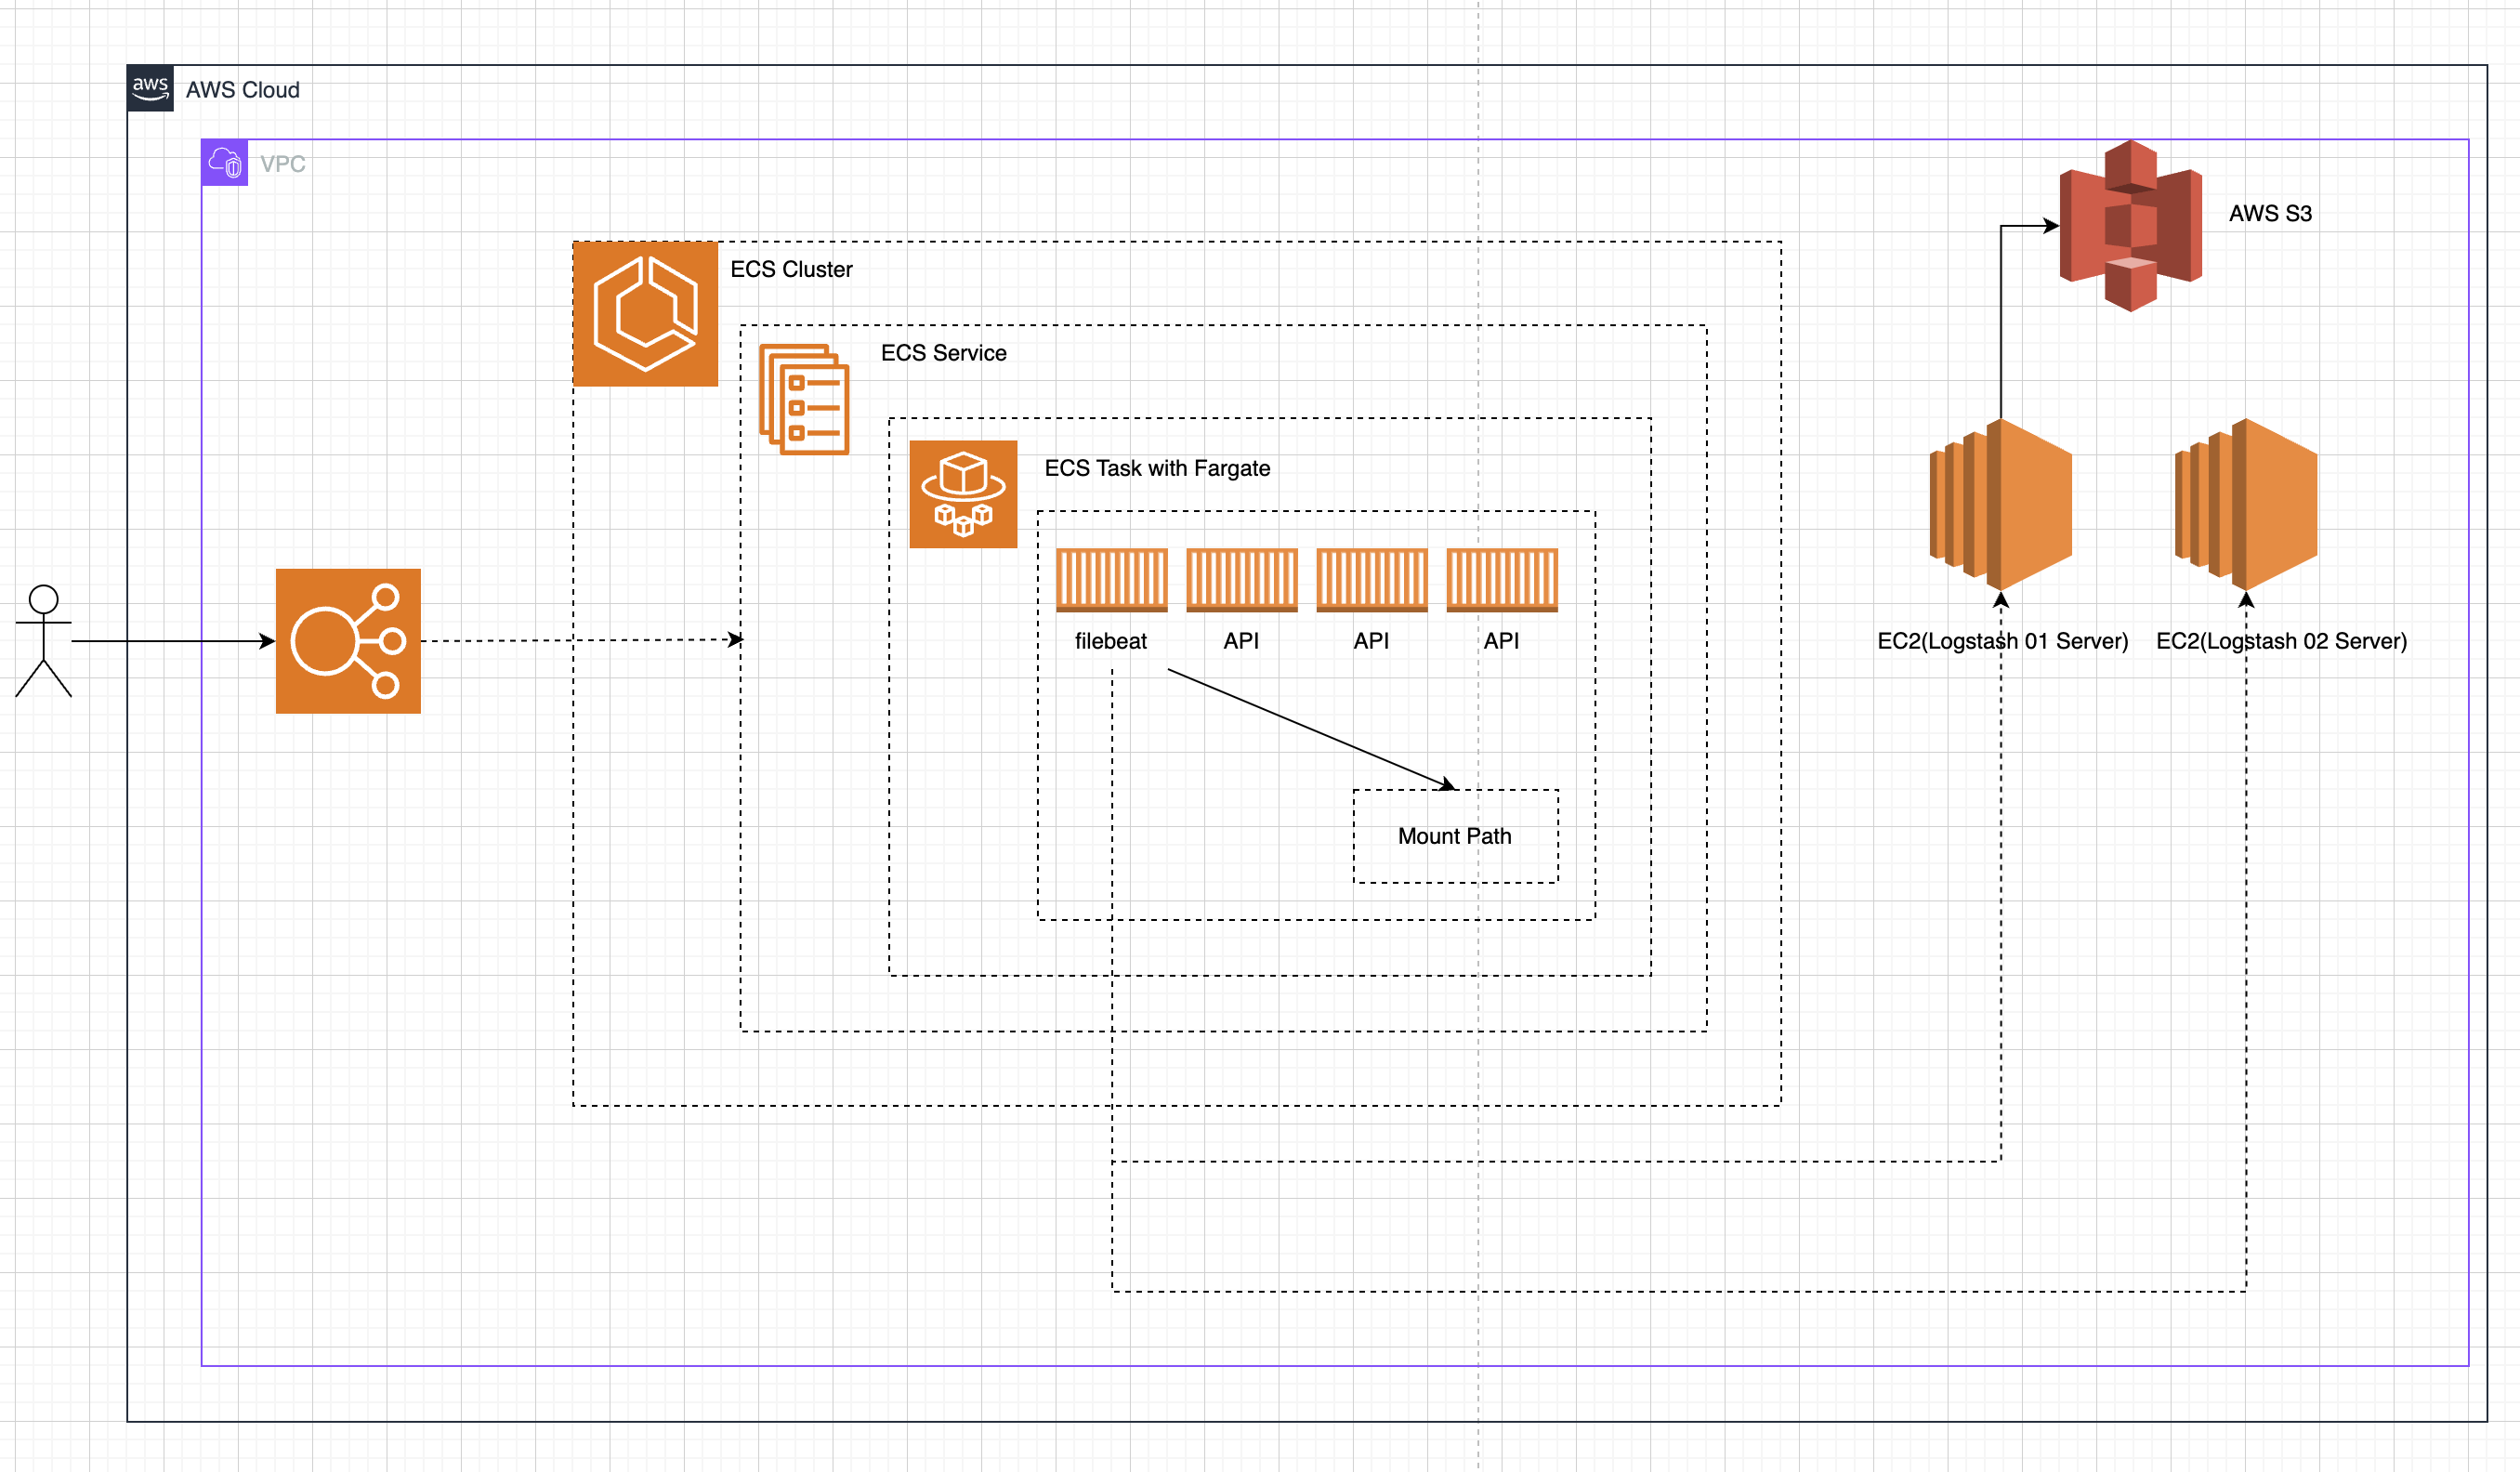 aws
AWS Cloud
VPC
AWS S3
ECS Cluster
ECS Service
ECS Task with Fargate
filebeat
API
API
API
EC2(Logstash 01 Server)
EC2(Logstash 02 Server)
Mount Path